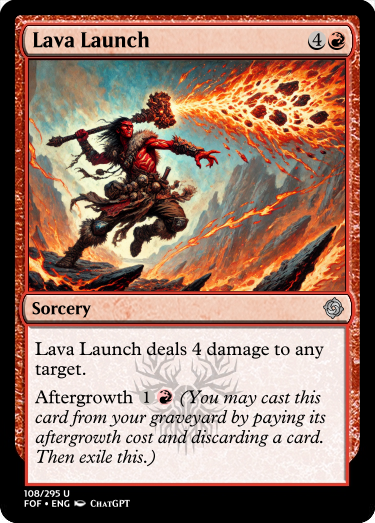 Lava Launch 4
Sorcery
Lava Launch deals 4 damage to any
target.
Aftergrowth 1 (You may cast this
card from your graveyard by paying its
aftergrowth cost and discarding a card.
Then exile this.)
108/295 U
FOF • ENG ChatGPT